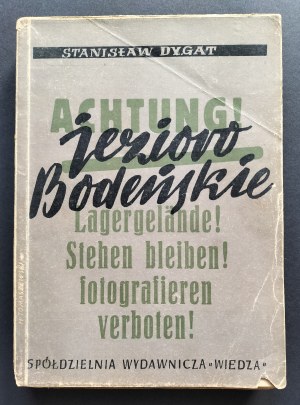 STANISŁAW DYGAT
ACHTUNG!
jezioro
Bodeńskie
Lagergelände!
Stehen bleiben!
fotografieren
verboten!
SPÓŁDZIELNIA WYDAWNICZA »WIEDZA«